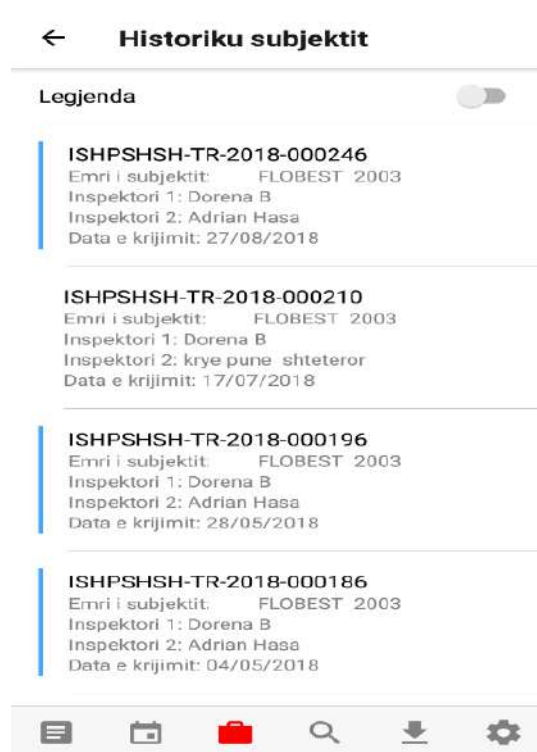 Historiku subjektit
Legjenda
ISHPSHSH-TR-2018-000246
Emri i subjektit: FLOBEST 2003
Inspektori 1: Dorena B
Inspektori 2: Adrian Hasa
Data e krijimit: 27/08/2018
ISHPSHSH-TR-2018-000210
Emri i subjektit: FLOBEST 2003
Inspektori 1: Dorena B
Inspektori 2: krye pune shteteror
Data e krijimit: 17/07/2018
ISHPSHSH-TR-2018-000196
Emri i subjektit: FLOBEST 2003
Inspektori 1: Dorena B
Inspektori 2: Adrian Hasa
Data e krijimit: 28/05/2018
ISHPSHSH-TR-2018-000186
Emri i subjektit: FLOBEST 2003
Inspektori 1: Dorena B
Inspektori 2: Adrian Hasa
Data e krijimit: 04/05/2018